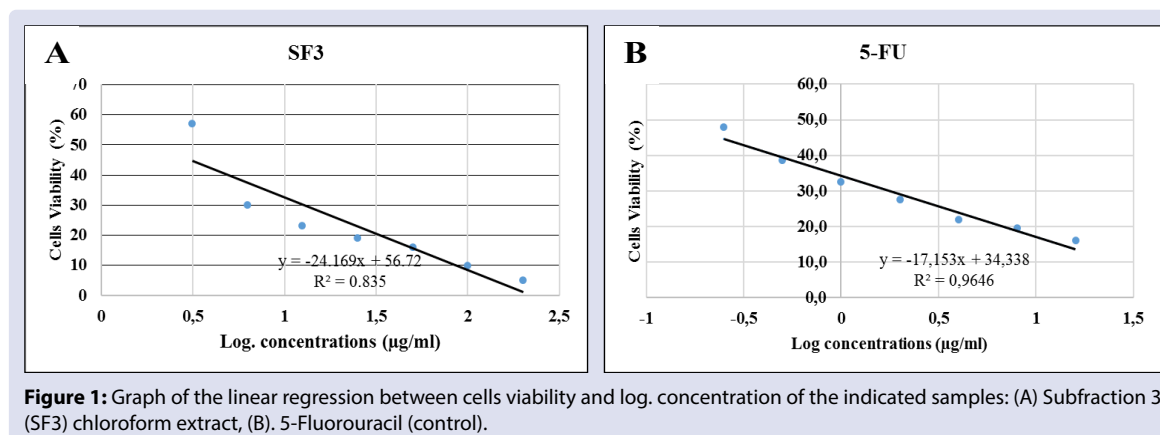 A
SF3
70
60
50
40
30
20
10
0
Cells Viability (%)
y = -24.169x + 56.72
R² = 0.835
0 0,5 1 1,5 2 2,5
Log. concentrations (µg/ml)
B
5-FU
60,0
50,0
40,0
30,0
20,0
10,0
0,0
Cells Viability (%)
y = -17,153x + 34,338
R² = 0,9646
-1 -0,5 0 0,5 1 1,5
Log concentrations (µg/ml)
Figure 1: Graph of the linear regression between cells viability and log. concentration of the indicated samples: (A) Subfraction 3
(SF3) chloroform extract, (B). 5-Fluorouracil (control).